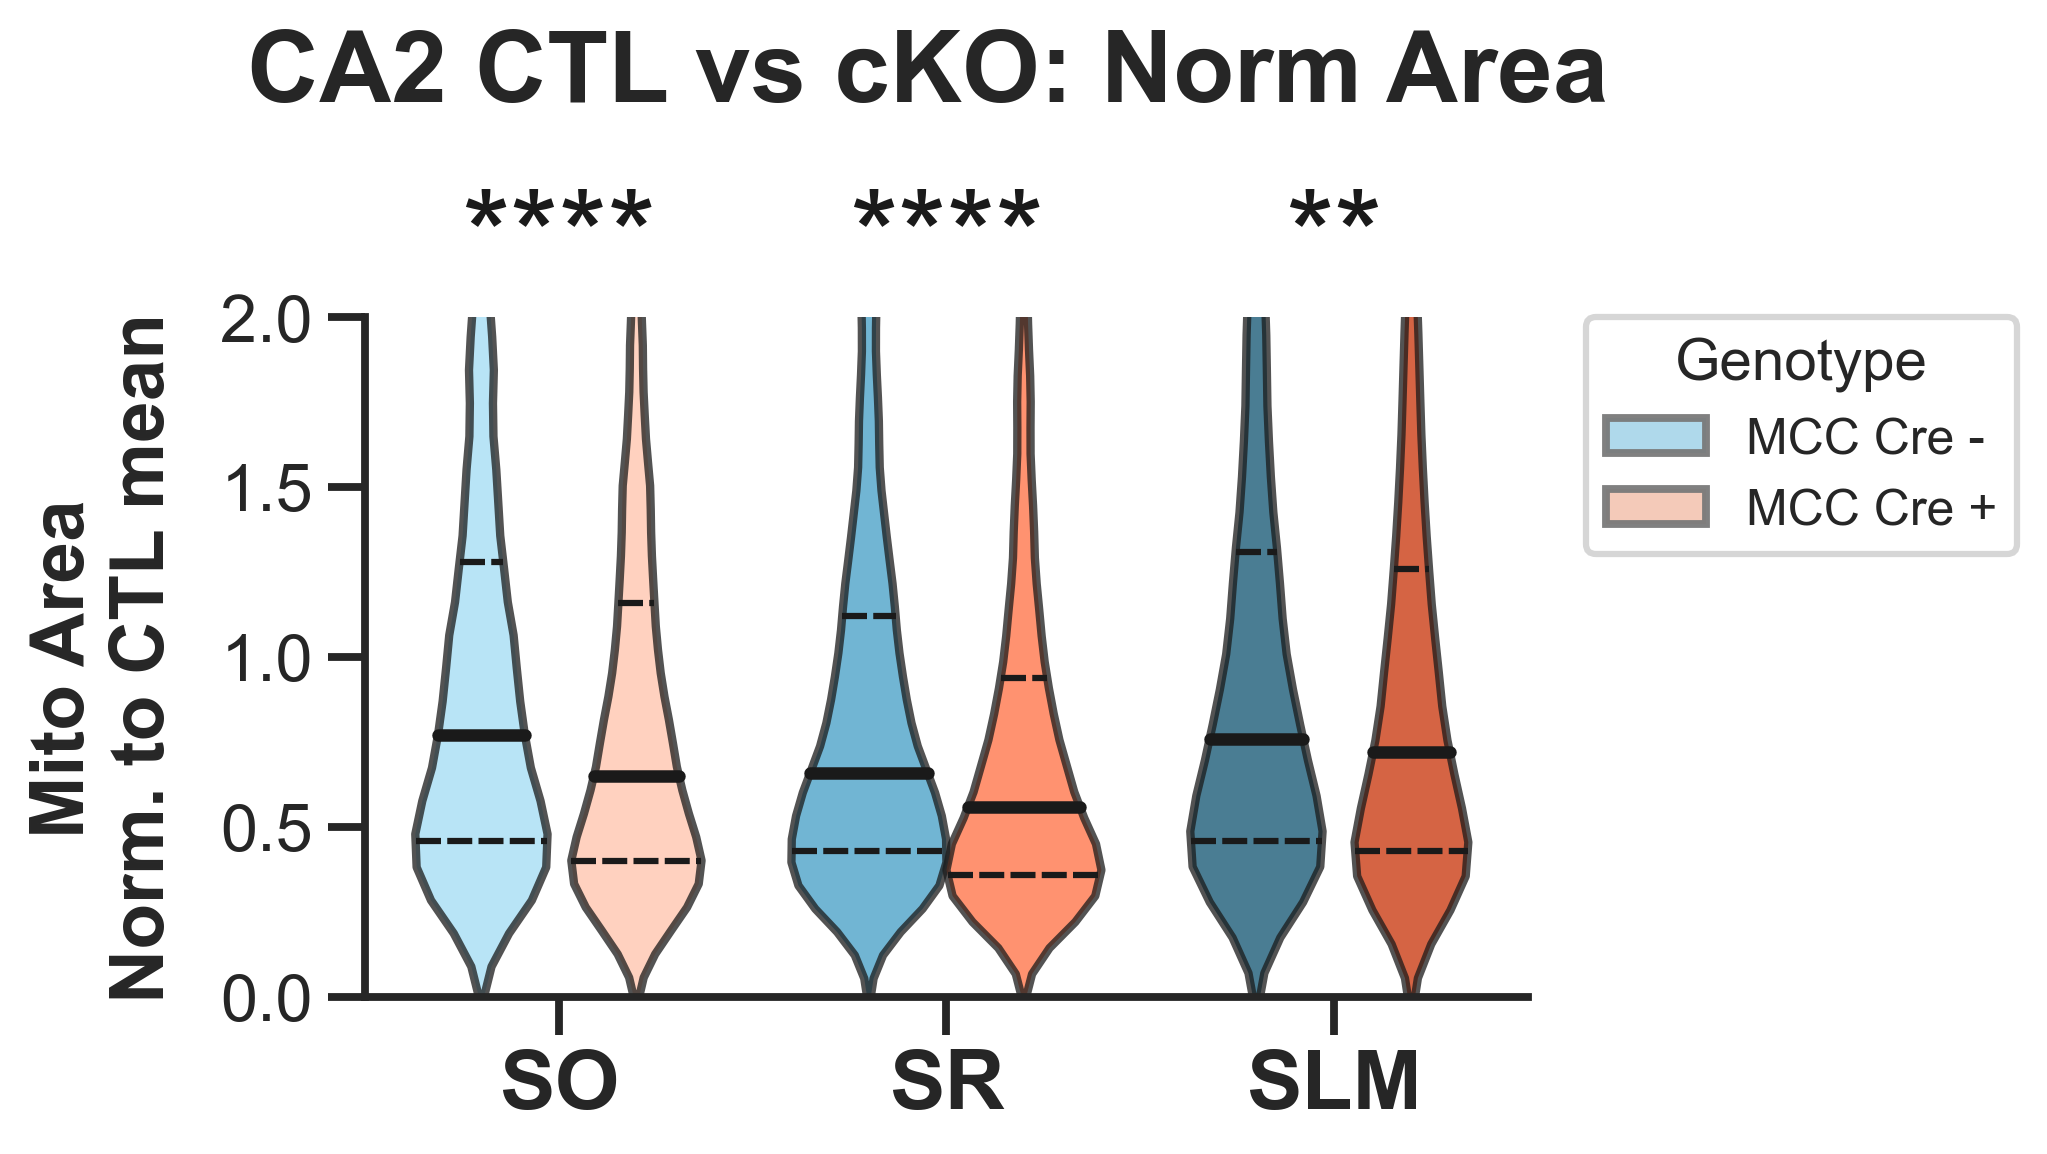 CA2 CTL vs cKO: Norm Area
**** **** **
Mito Area
Norm. to CTL mean
2.0
1.5
1.0
0.5
0.0
SO SR SLM
Genotype
MCC Cre -
MCC Cre +